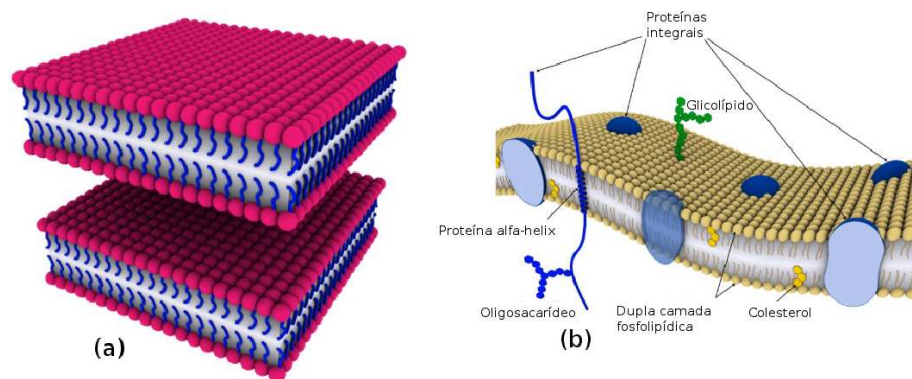 Proteínas
integrais
Glicolípido
Proteína alfa-helix
Oligosacarídeo
Dupla camada
fosfolipídica
Colesterol
(a)
(b)